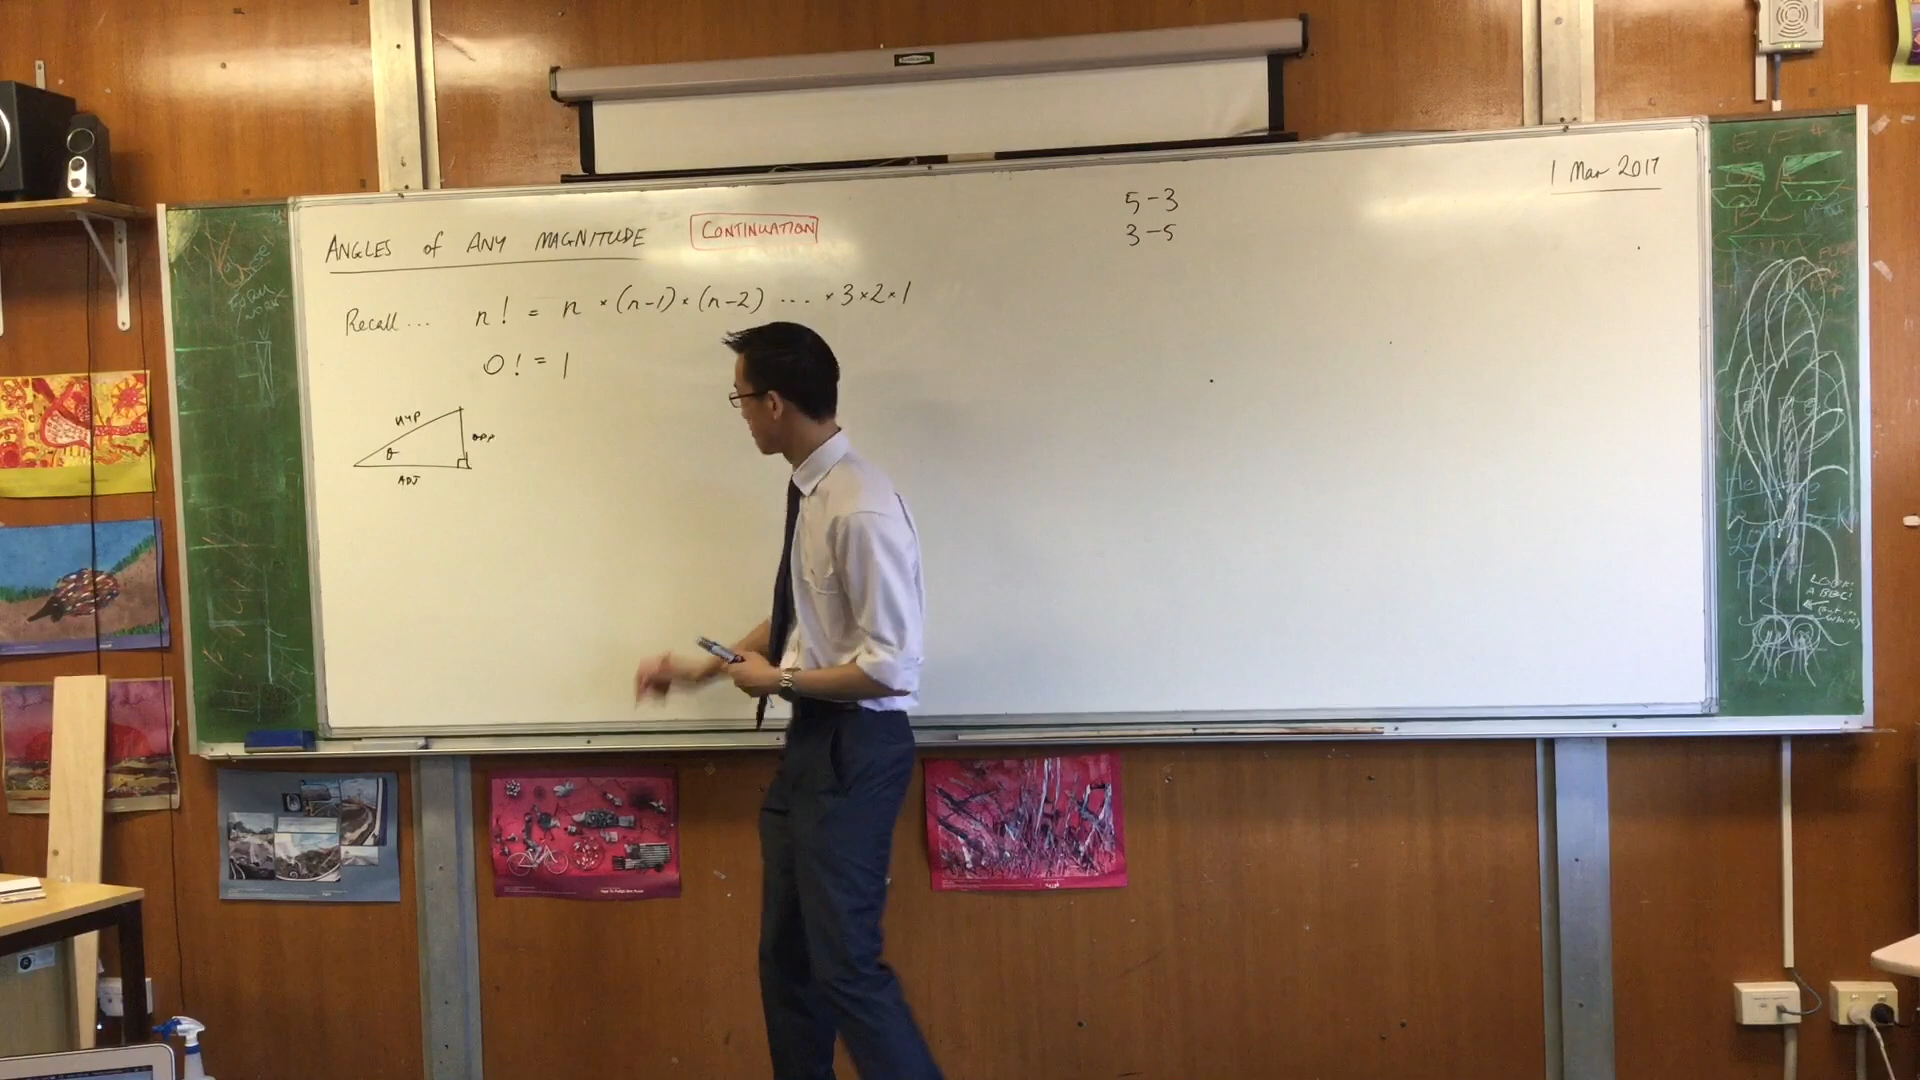 1 Mar 2017
5-3
3-5
ANGLES of ANY MAGNITUDE CONTINUATION
Recall... n! = n × (n-1) × (n-2) ... × 3×2×1
0! = 1
HYP
OPP
θ
ADJ
LOOK!